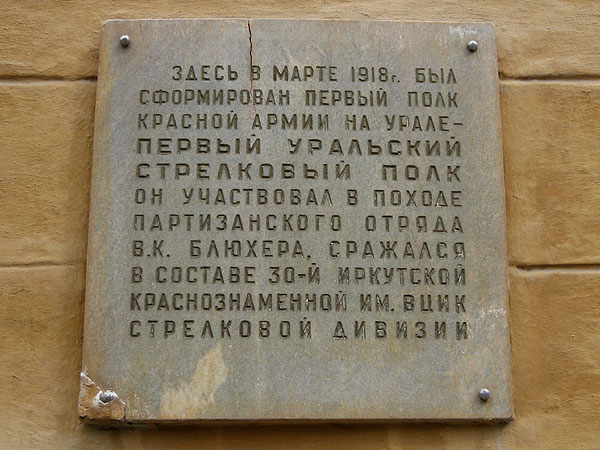 ЗДЕСЬ В МАРТЕ 1918г. БЫЛ
СФОРМИРОВАН ПЕРВЫЙ ПОЛК
КРАСНОЙ АРМИИ НА УРАЛЕ-
ПЕРВЫЙ УРАЛЬСКИЙ
СТРЕЛКОВЫЙ ПОЛК
ОН УЧАСТВОВАЛ В ПОХОДЕ
ПАРТИЗАНСКОГО ОТРЯДА
В.К. БЛЮХЕРА, СРАЖАЛСЯ
В СОСТАВЕ 30-Й ИРКУТСКОЙ
КРАСНОЗНАМЕННОЙ ИМ. ВЦИК
СТРЕЛКОВОЙ ДИВИЗИИ